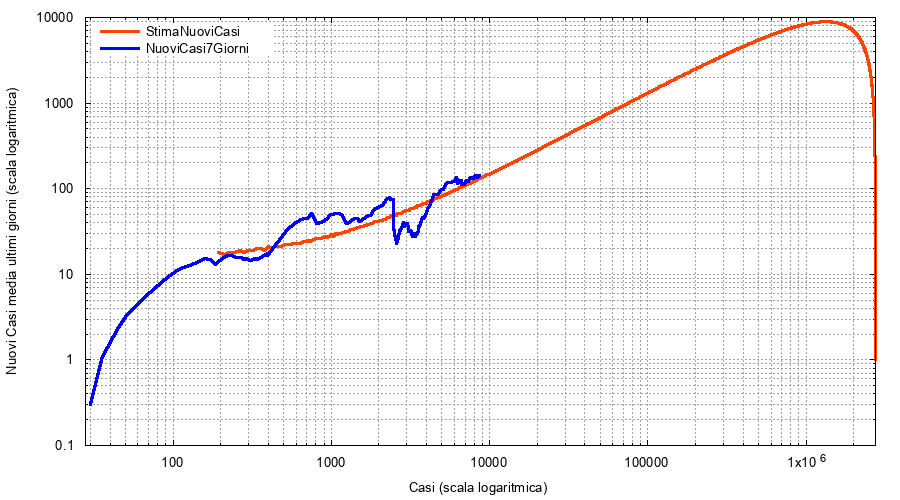 StimaNuoviCasi
NuoviCasi7Giorni
Nuovi Casi media ultimi giorni (scala logaritmica)
10000
1000
100
10
1
0.1
100
1000
10000
100000
1x10 6
Casi (scala logaritmica)